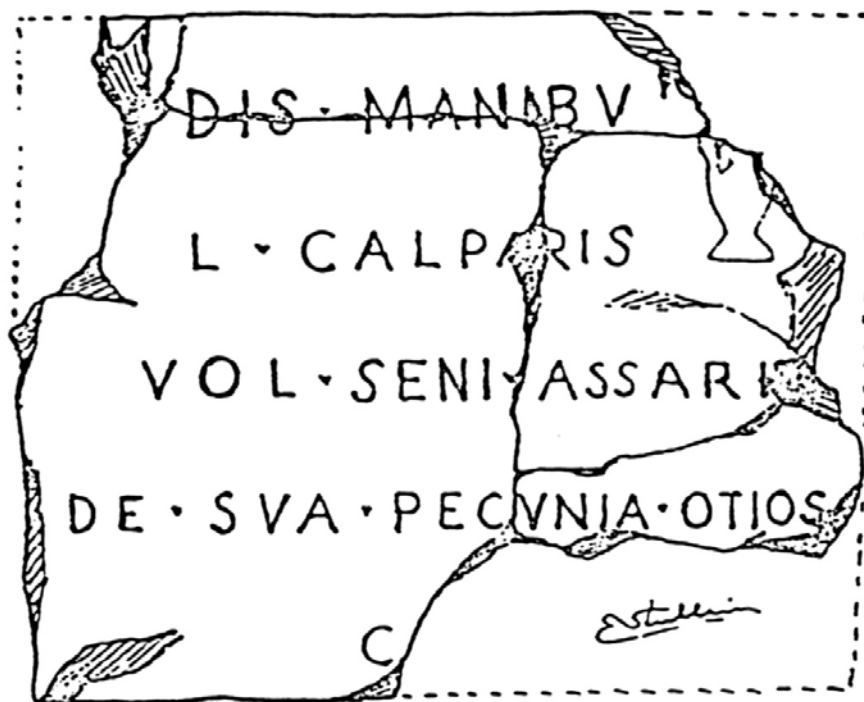 DIS · MANIBV
L · CALPARIS
VOL · SENI · ASSARI
DE · SVA · PECVNIA · OTIOS
C